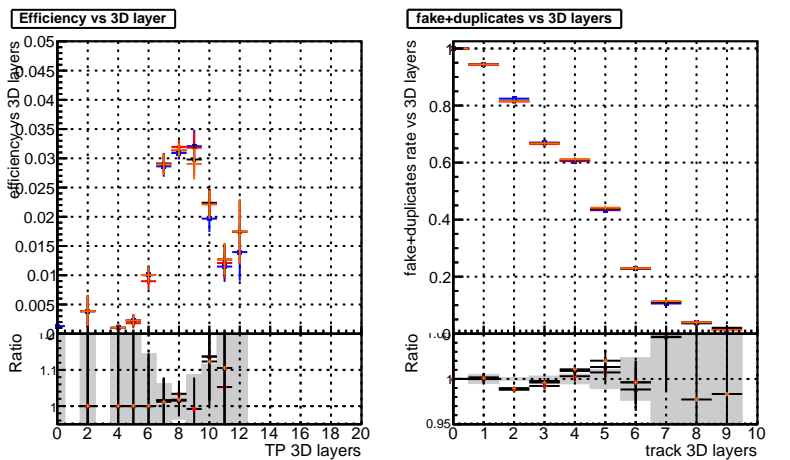 Efficiency vs 3D layer
efficiency vs 3D layers
0.05
0.045
0.04
0.035
0.03
0.025
0.02
0.015
0.01
0.005
0
Ratio
1.1
1
0 2 4 6 8 10 12 14 16 18 20
TP 3D layers
fake+duplicates vs 3D layers
fake+duplicates rate vs 3D layers
1
0.8
0.6
0.4
0.2
0
Ratio
1
0.95
0 1 2 3 4 5 6 7 8 9 10
track 3D layers